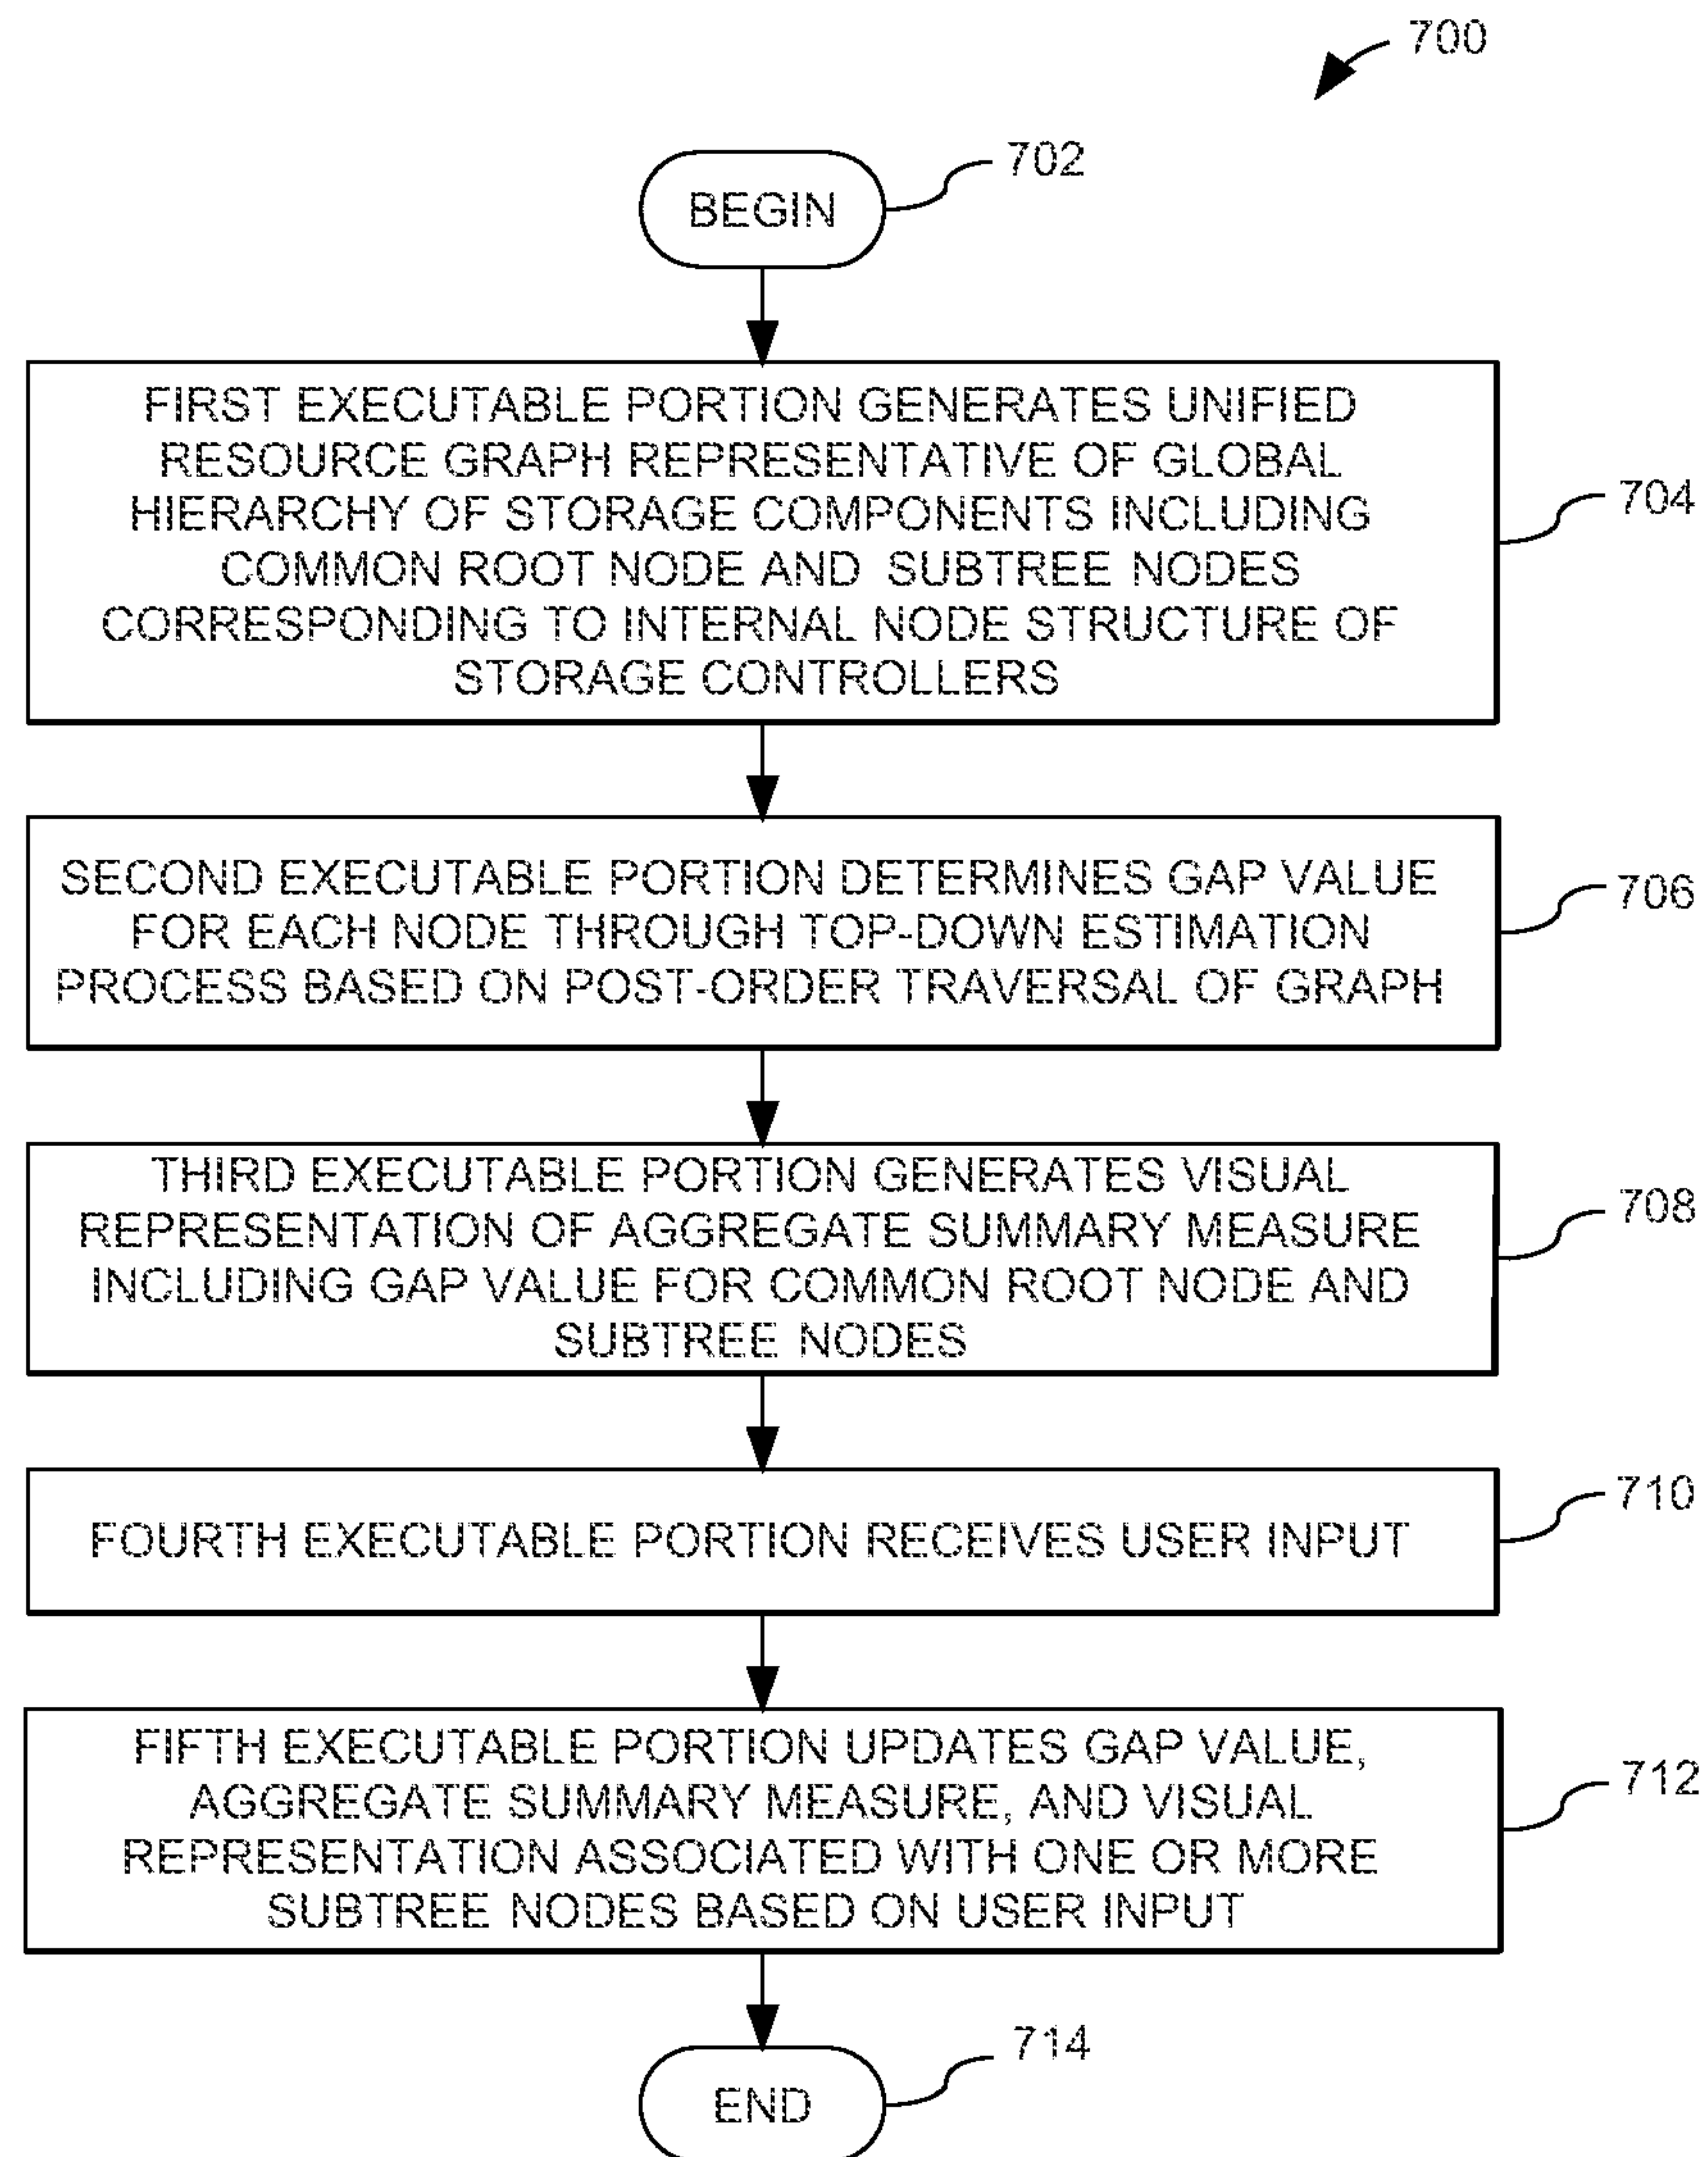 700
702
BEGIN
FIRST EXECUTABLE PORTION GENERATES UNIFIED
RESOURCE GRAPH REPRESENTATIVE OF GLOBAL
HIERARCHY OF STORAGE COMPONENTS INCLUDING
COMMON ROOT NODE AND SUBTREE NODES
CORRESPONDING TO INTERNAL NODE STRUCTURE OF
STORAGE CONTROLLERS
704
SECOND EXECUTABLE PORTION DETERMINES GAP VALUE
FOR EACH NODE THROUGH TOP-DOWN ESTIMATION
PROCESS BASED ON POST-ORDER TRAVERSAL OF GRAPH
706
THIRD EXECUTABLE PORTION GENERATES VISUAL
REPRESENTATION OF AGGREGATE SUMMARY MEASURE
INCLUDING GAP VALUE FOR COMMON ROOT NODE AND
SUBTREE NODES
708
FOURTH EXECUTABLE PORTION RECEIVES USER INPUT
710
FIFTH EXECUTABLE PORTION UPDATES GAP VALUE,
AGGREGATE SUMMARY MEASURE, AND VISUAL
REPRESENTATION ASSOCIATED WITH ONE OR MORE
SUBTREE NODES BASED ON USER INPUT
712
714
END